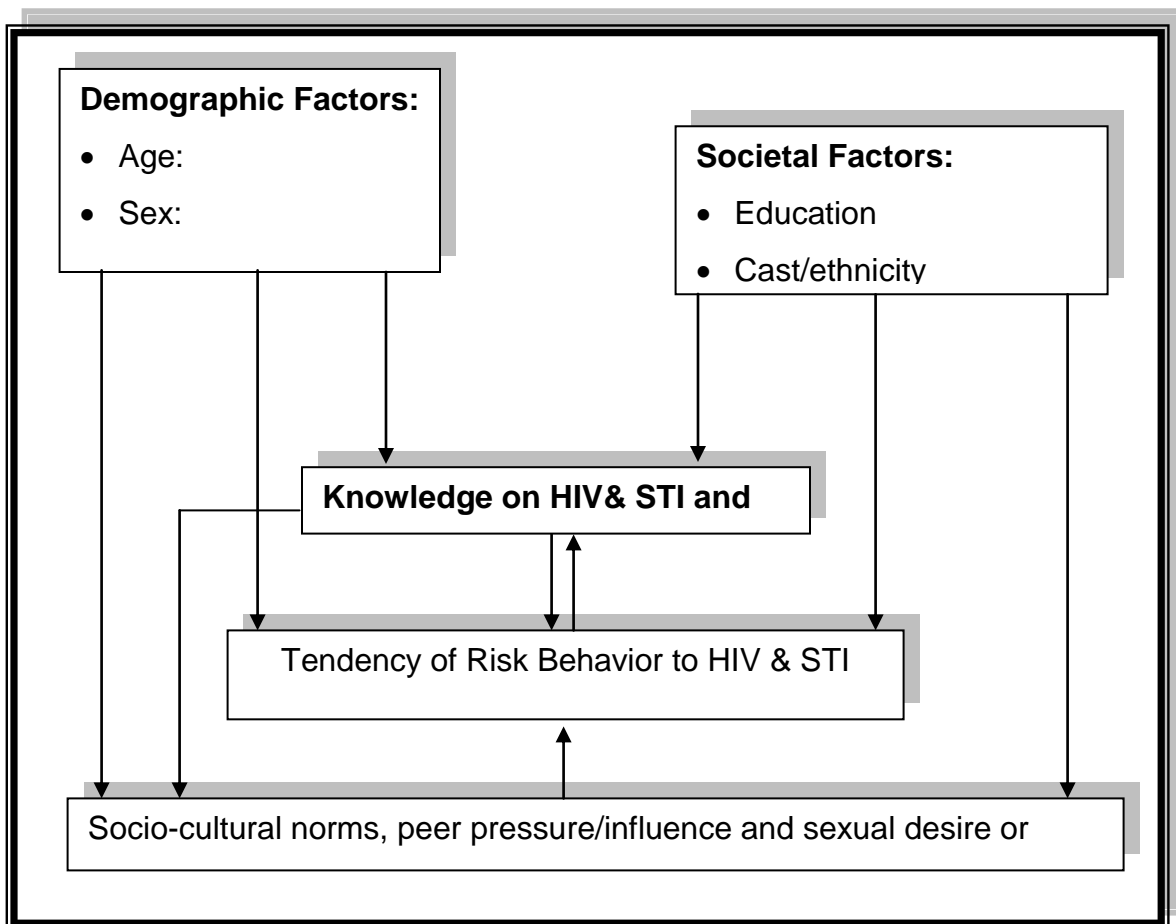 Demographic Factors:
• Age:
• Sex:
Societal Factors:
• Education
• Cast/ethnicity
Knowledge on HIV& STI and
Tendency of Risk Behavior to HIV & STI
Socio-cultural norms, peer pressure/influence and sexual desire or